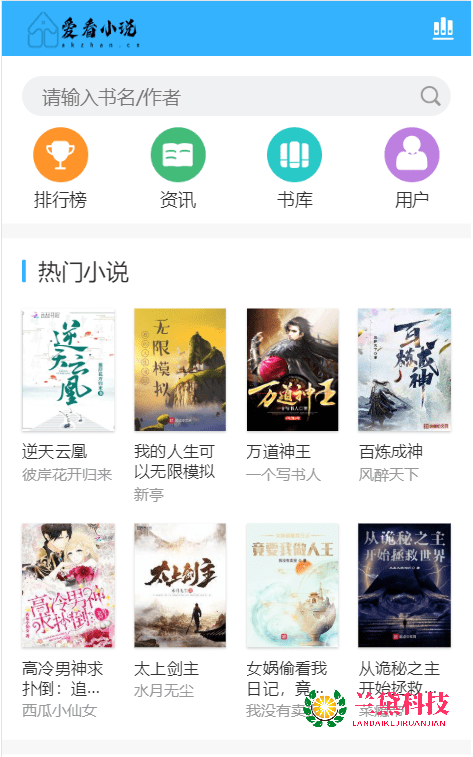 爱看小说
akzhan.cn
请输入书名/作者
排行榜 资讯 书库 用户
热门小说
逆天云凰
无限模拟
万道神王
百炼成神
逆天云凰 我的人生可 万道神王 百炼成神
彼岸花开归来 以无限模拟 一个写书人 风醉天下
新亭
高冷男神
求扑倒:
太上剑主
竟要我做人王
从诡秘之主
开始拯救世界
高冷男神求 太上剑主 女娲偷看我 从诡秘之主
扑倒：追... 水月无尘 日记，竟... 开始拯救...
西瓜小仙女 我没有卖
兰黛科技
LANDAIKEJIRUANJIAN